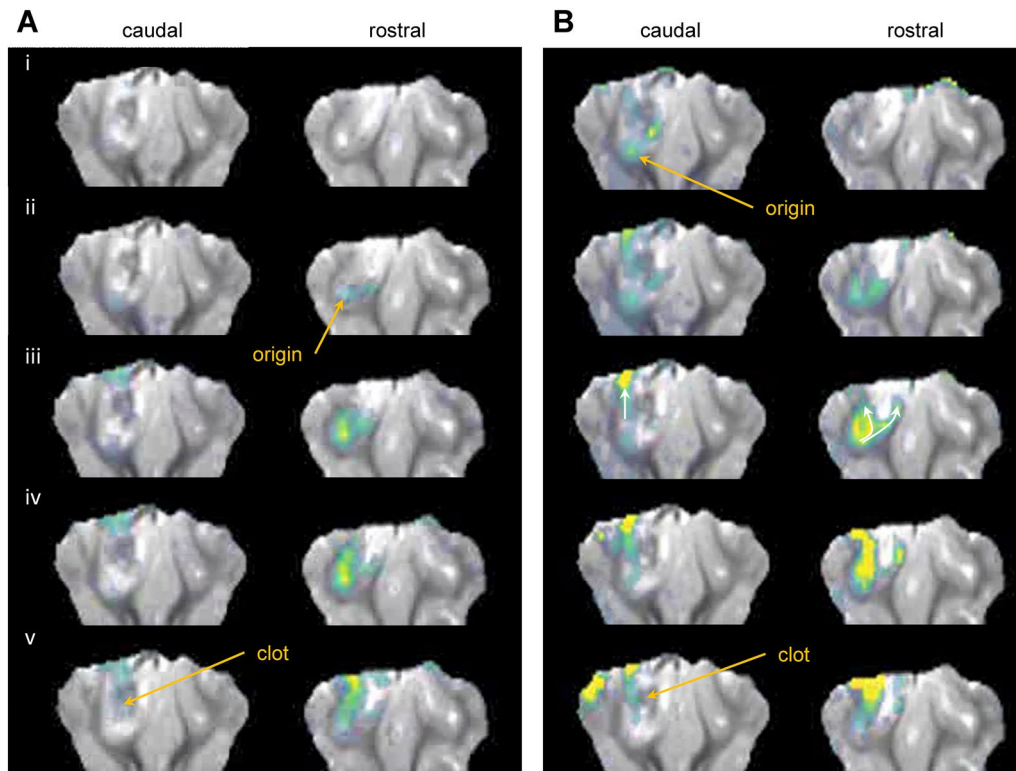 A
B
caudal
rostral
caudal
rostral
i
origin
ii
origin
iii
iv
v
clot
clot